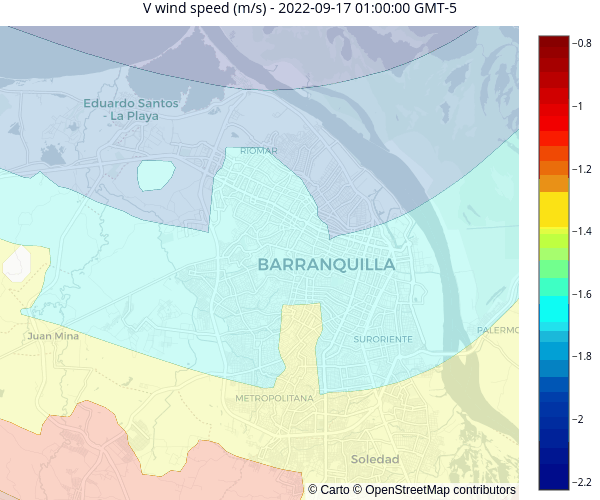 V wind speed (m/s) - 2022-09-17 01:00:00 GMT-5
Eduardo Santos
- La Playa
RIOMAR
BARRANQUILLA
Juan Mina
SURORIENTE
PALERMO
METROPOLITANA
Soledad
© Carto © OpenStreetMap contributors
−0.8
−1
−1.2
−1.4
−1.6
−1.8
−2
−2.2